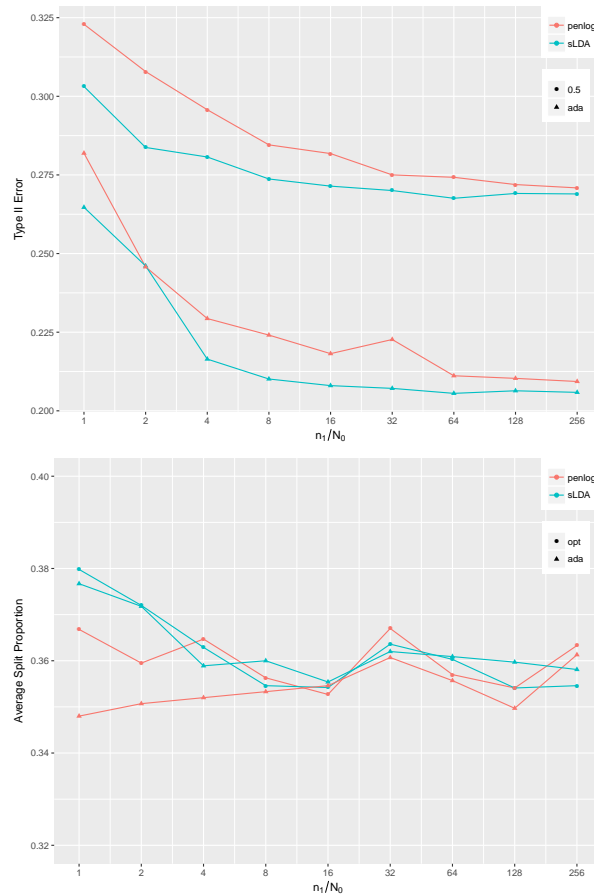 0.325
0.300
0.275
0.250
0.225
0.200
Type II Error
1 2 4 8 16 32 64 128 256
n₁/N₀
penlog
sLDA
0.5
ada
0.40
0.38
0.36
0.34
0.32
Average Split Proportion
1 2 4 8 16 32 64 128 256
n₁/N₀
penlog
sLDA
opt
ada